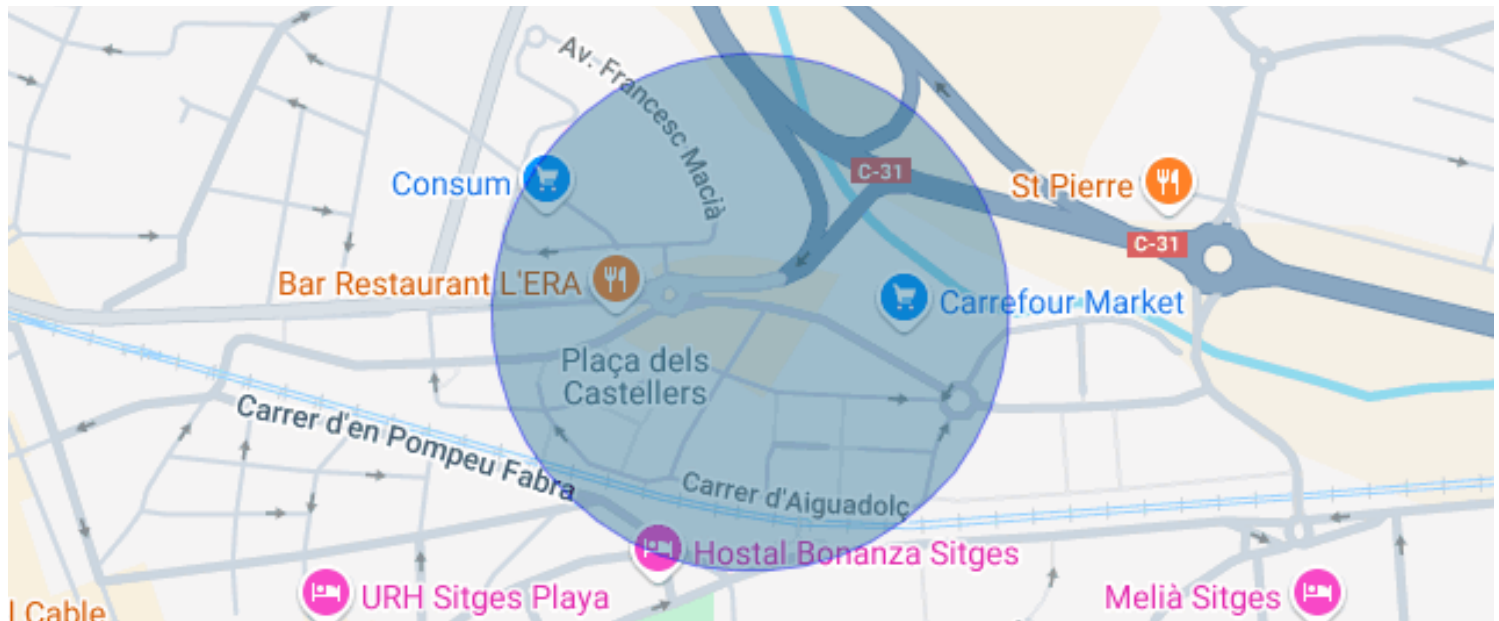 Av. Francesc Macià
C-31
Consum
St Pierre
C-31
Bar Restaurant L'ERA
Carrefour Market
Plaça dels
Castellers
Carrer d'en Pompeu Fabra
Carrer d'Aiguadolç
Hostal Bonanza Sitges
URH Sitges Playa
Melià Sitges
l Cable